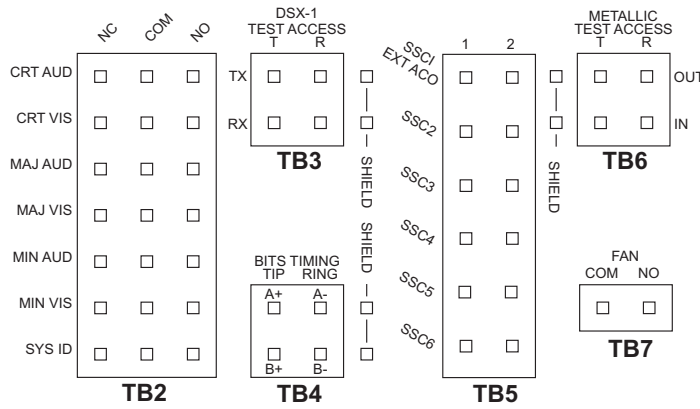 NC COM NO
CRT AUD
CRT VIS
MAJ AUD
MAJ VIS
MIN AUD
MIN VIS
SYS ID
TB2
DSX-1
TEST ACCESS
T R
TX
RX
TB3
SHIELD
SHIELD
BITS TIMING
TIP RING
A+ A-
B+ B-
TB4
1 2
SSCI
EXT ACO
SSC2
SSC3
SSC4
SSC5
SSC6
TB5
SHIELD
METALLIC
TEST ACCESS
T R
OUT
IN
TB6
FAN
COM NO
TB7